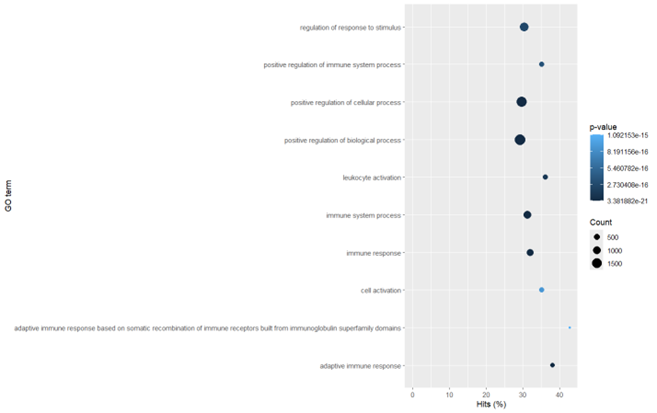 regulation of response to stimulus
positive regulation of immune system process
positive regulation of cellular process
positive regulation of biological process
leukocyte activation
immune system process
immune response
cell activation
adaptive immune response based on somatic recombination of immune receptors built from immunoglobulin superfamily domains
adaptive immune response
GO term
0 10 20 30 40
Hits (%)
p-value
1.092153e-15
8.191156e-16
5.460782e-16
2.730408e-16
3.381882e-21
Count
500
1000
1500